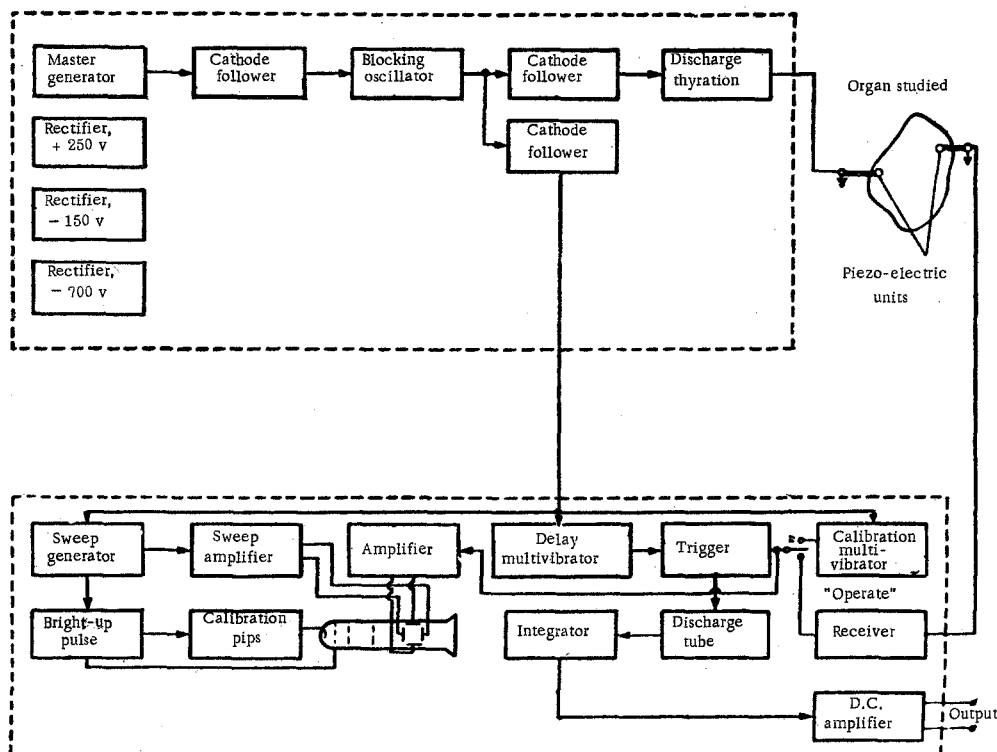 Master
generator
Cathode
follower
Blocking
oscillator
Cathode
follower
Discharge
thyration
Organ studied
Rectifier,
+ 250 v
Cathode
follower
Rectifier,
- 150 v
Rectifier,
- 700 v
Piezo-electric
units
Sweep
generator
Sweep
amplifier
Amplifier
Delay
multivibrator
Trigger
Calibration
multi-
vibrator
"Operate"
Bright-up
pulse
Calibration
pips
Integrator
Discharge
tube
Receiver
D.C.
amplifier
Output